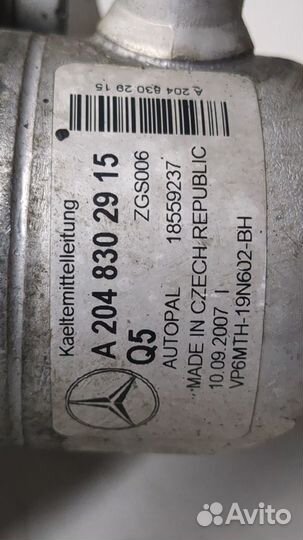 A 204 830 29 15
Kaeltemittelleitung
A 204 830 29 15
Q5 ZGS006
AUTOPAL 18559237
MADE IN CZECH REPUBLIC
10.09.2007 I
VP6MTH-19N602-BH
Avito